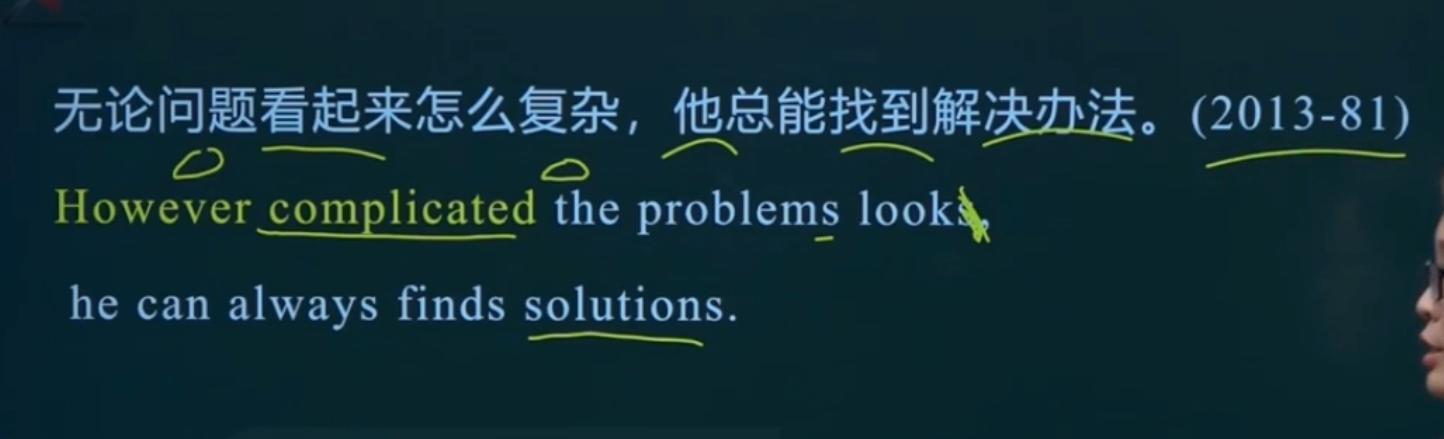 无论问题看起来怎么复杂，他总能找到解决办法。(2013-81)
However complicated the problems looks,
he can always finds solutions.